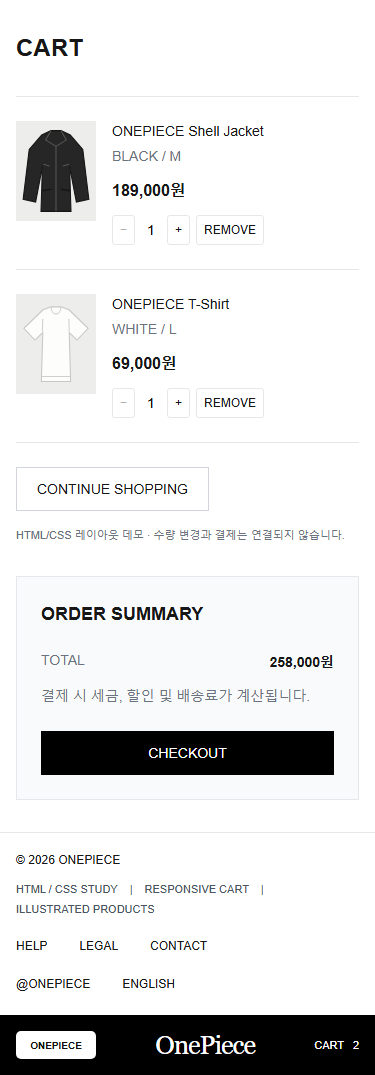 CART
ONEPIECE Shell Jacket
BLACK / M
189,000원
− 1 + REMOVE
ONEPIECE T-Shirt
WHITE / L
69,000원
− 1 + REMOVE
CONTINUE SHOPPING
HTML/CSS 레이아웃 데모 · 수량 변경과 결제는 연결되지 않습니다.
ORDER SUMMARY
TOTAL 258,000원
결제 시 세금, 할인 및 배송료가 계산됩니다.
CHECKOUT
© 2026 ONEPIECE
HTML / CSS STUDY | RESPONSIVE CART |
ILLUSTRATED PRODUCTS
HELP LEGAL CONTACT
@ONEPIECE ENGLISH
ONEPIECE OnePiece CART 2